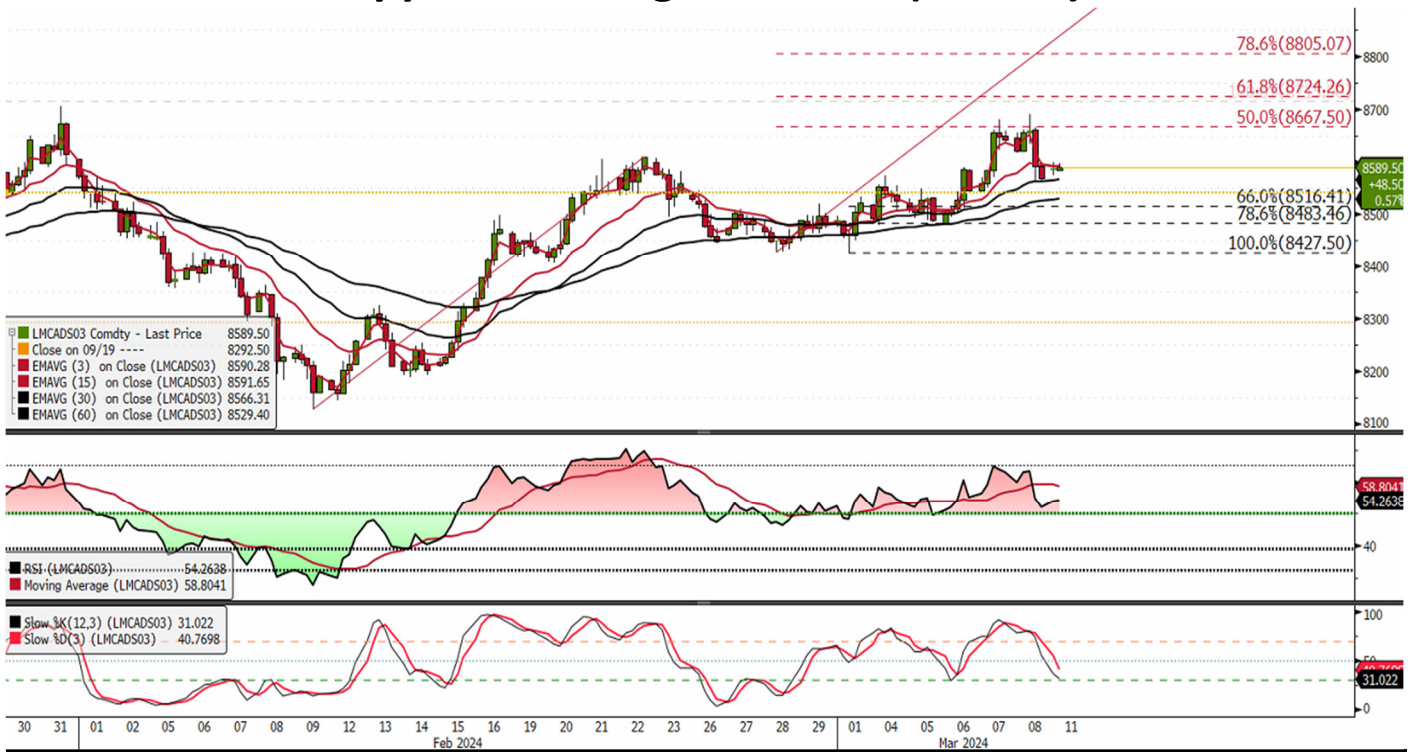 78.6%(8805.07)
8800
61.8%(8724.26)
8700
50.0%(8667.50)
8589.50
+48.50
0.57%
66.0%(8516.41)
8500
78.6%(8483.46)
100.0%(8427.50)
8400
8300
8200
8100
LMCADS03 Comdty - Last Price 8589.50
Close on 09/19 ---- 8292.50
EMAVG (3) on Close (LMCADS03) 8590.28
EMAVG (15) on Close (LMCADS03) 8591.65
EMAVG (30) on Close (LMCADS03) 8566.31
EMAVG (60) on Close (LMCADS03) 8529.40
58.8041
54.2638
40
RSI (LMCADS03) 54.2638
Moving Average (LMCADS03) 58.8041
Slow %K(12,3) (LMCADS03) 31.022
Slow %D(3) (LMCADS03) 40.7698
100
50
31.022
0
30 31 01 02 05 06 07 08 09 12 13 14 15 16 19 20 21 22 23 26 27 28 29 01 04 05 06 07 08 11
Feb 2024 Mar 2024